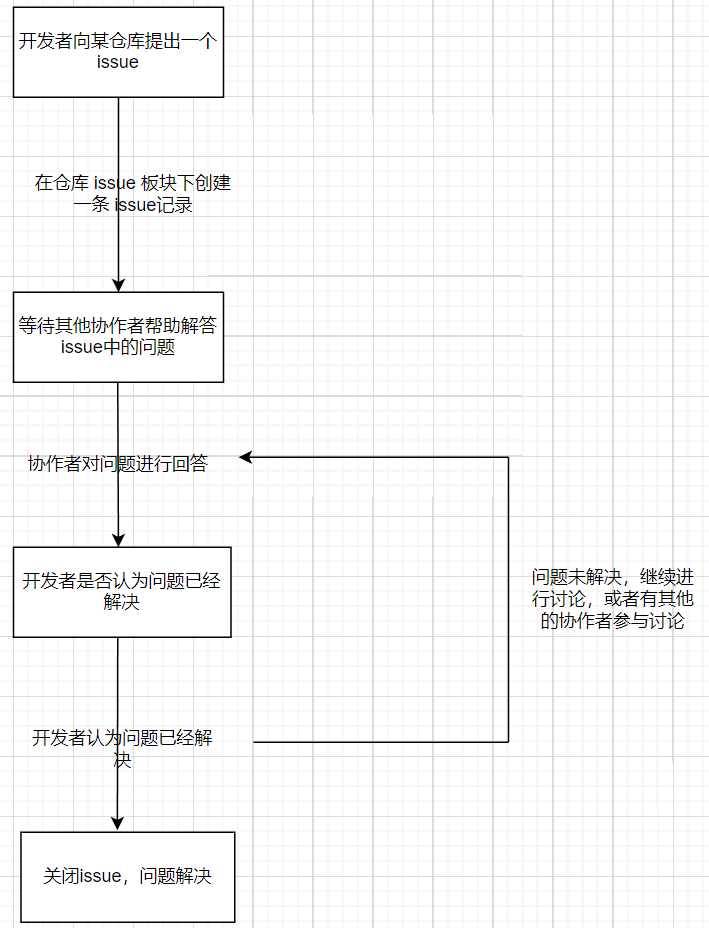 开发者向某仓库提出一个
issue
在仓库 issue 板块下创建
一条 issue记录
等待其他协作者帮助解答
issue中的问题
协作者对问题进行回答
开发者是否认为问题已经
解决
问题未解决，继续进
行讨论，或者有其他
的协作者参与讨论
开发者认为问题已经解
决
关闭issue，问题解决